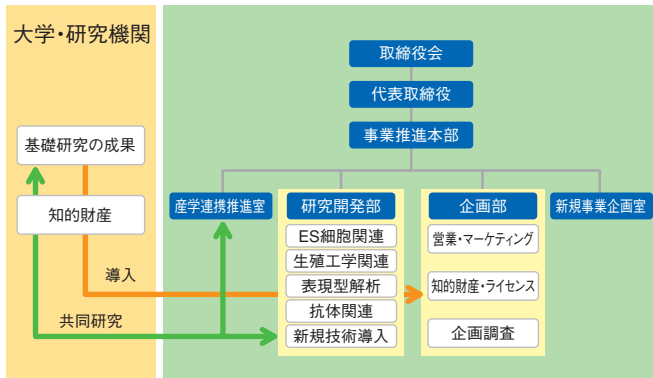 大学・研究機関
基礎研究の成果
知的財産
導入
共同研究
取締役会
代表取締役
事業推進本部
産学連携推進室
研究開発部
企画部
新規事業企画室
ES細胞関連
生殖工学関連
表現型解析
抗体関連
新規技術導入
営業・マーケティング
知的財産・ライセンス
企画調査